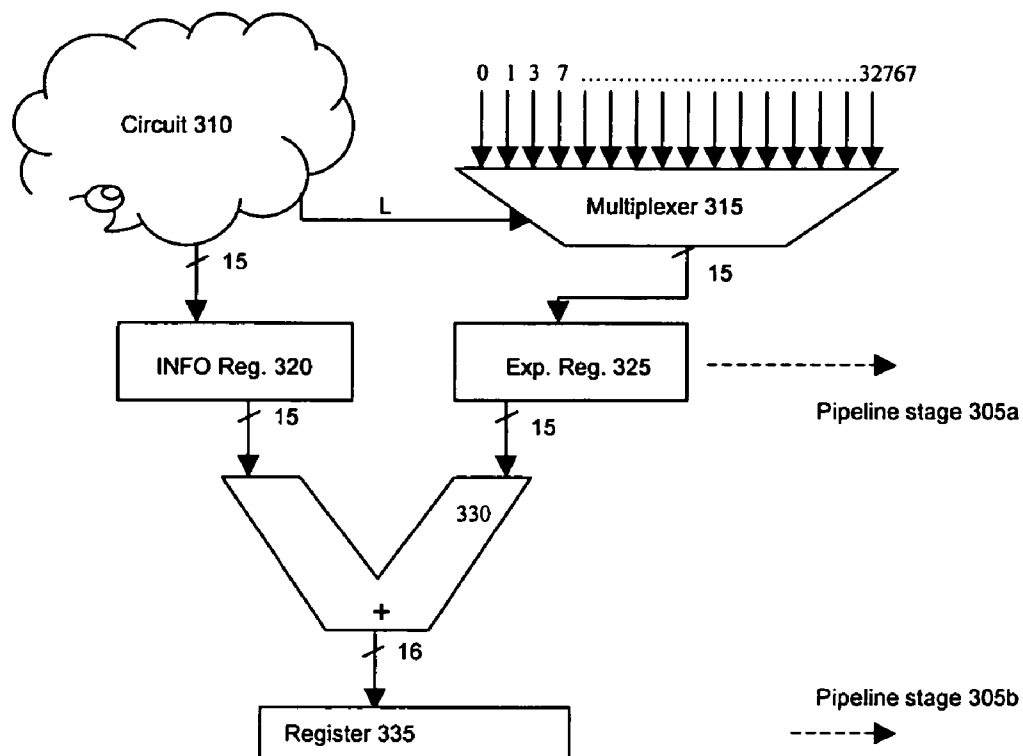 0 1 3 7 ........................................32767
Circuit 310
L
Multiplexer 315
15
15
INFO Reg. 320
Exp. Reg. 325
15
15
Pipeline stage 305a
330
+
16
Pipeline stage 305b
Register 335